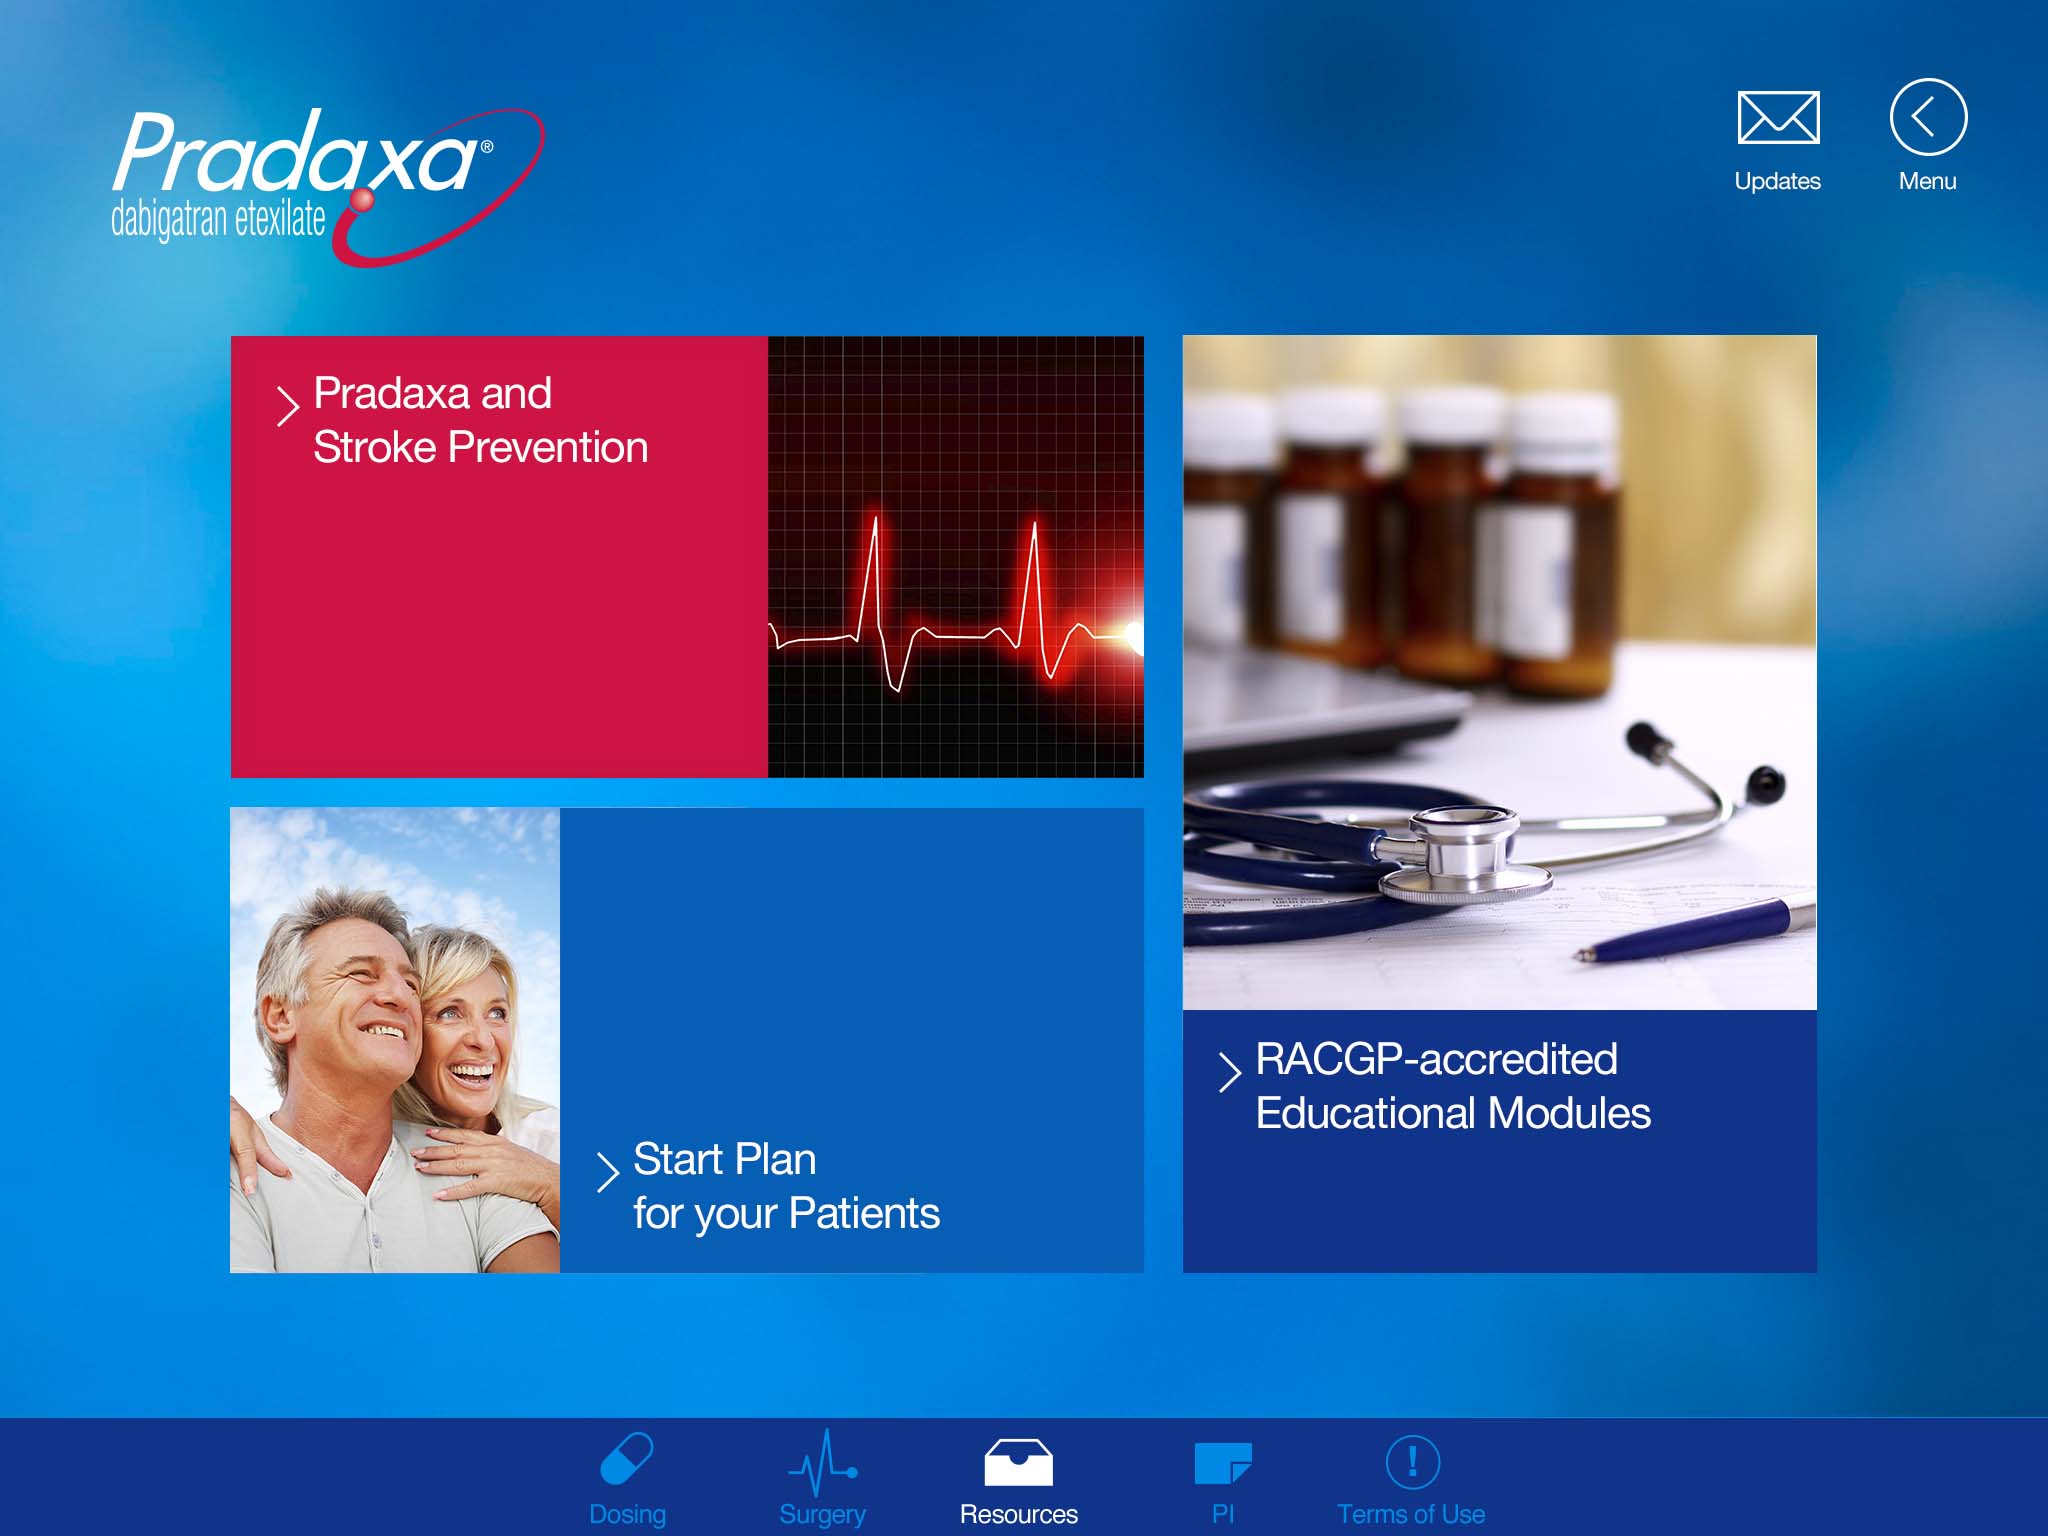 Pradaxa®
dabigatran etexilate
Updates
Menu
Pradaxa and
Stroke Prevention
Start Plan
for your Patients
RACGP-accredited
Educational Modules
Dosing
Surgery
Resources
PI
Terms of Use